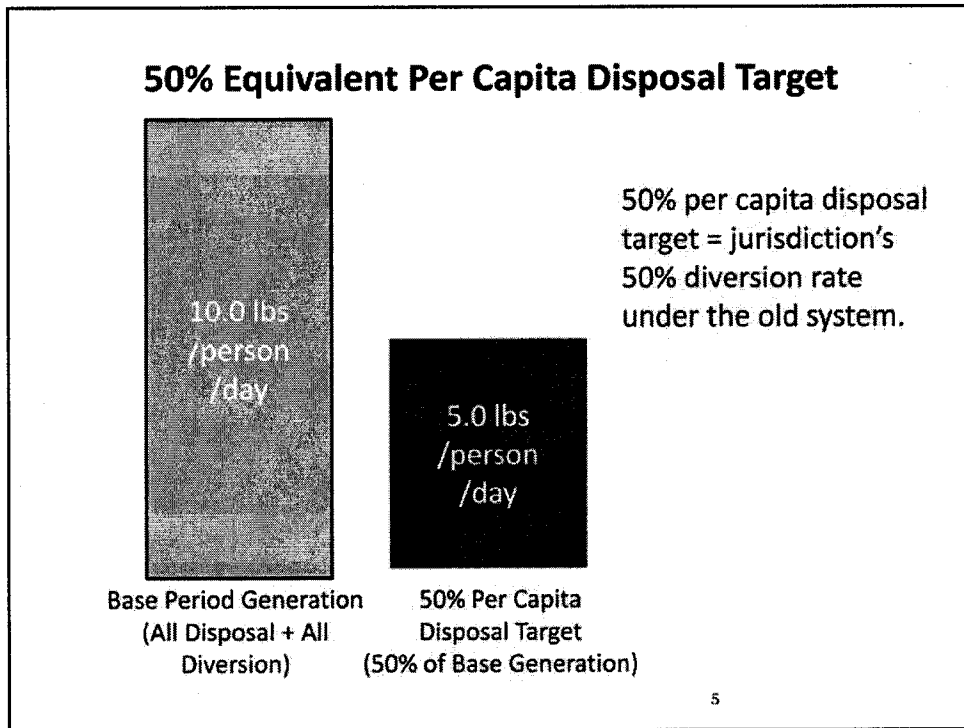 50% Equivalent Per Capita Disposal Target
10.0 lbs
/person
/day
5.0 lbs
/person
/day
50% per capita disposal
target = jurisdiction's
50% diversion rate
under the old system.
Base Period Generation
(All Disposal + All
Diversion)
50% Per Capita
Disposal Target
(50% of Base Generation)
5